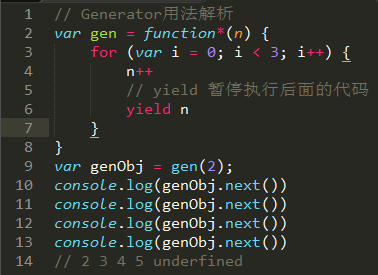 1 // Generator用法解析
2 var gen = function*(n) {
3     for (var i = 0; i < 3; i++) {
4         n++
5         // yield 暂停执行后面的代码
6         yield n
7     }
8 }
9 var genObj = gen(2);
10 console.log(genObj.next())
11 console.log(genObj.next())
12 console.log(genObj.next())
13 console.log(genObj.next())
14 // 2 3 4 5 underfined